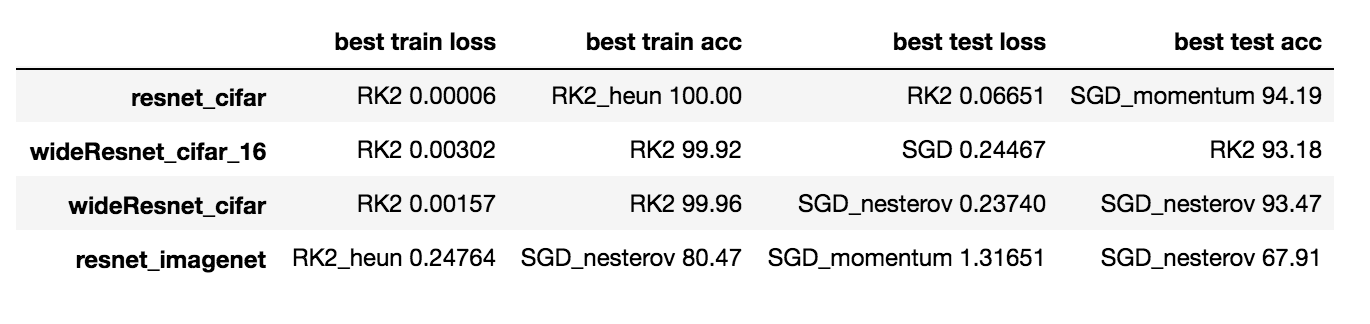 best train loss best train acc best test loss best test acc
resnet_cifar RK2 0.00006 RK2_heun 100.00 RK2 0.06651 SGD_momentum 94.19
wideResnet_cifar_16 RK2 0.00302 RK2 99.92 SGD 0.24467 RK2 93.18
wideResnet_cifar RK2 0.00157 RK2 99.96 SGD_nesterov 0.23740 SGD_nesterov 93.47
resnet_imagenet RK2_heun 0.24764 SGD_nesterov 80.47 SGD_momentum 1.31651 SGD_nesterov 67.91